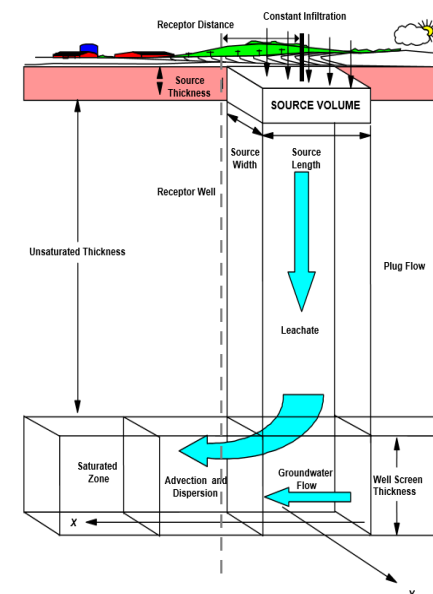 Receptor Distance
Constant Infiltration
Source
Thickness
SOURCE VOLUME
Source
Width
Source
Length
Receptor Well
Unsaturated Thickness
Plug Flow
Leachate
Saturated
Zone
Advection and
Dispersion
Groundwater
Flow
Well Screen
Thickness
X